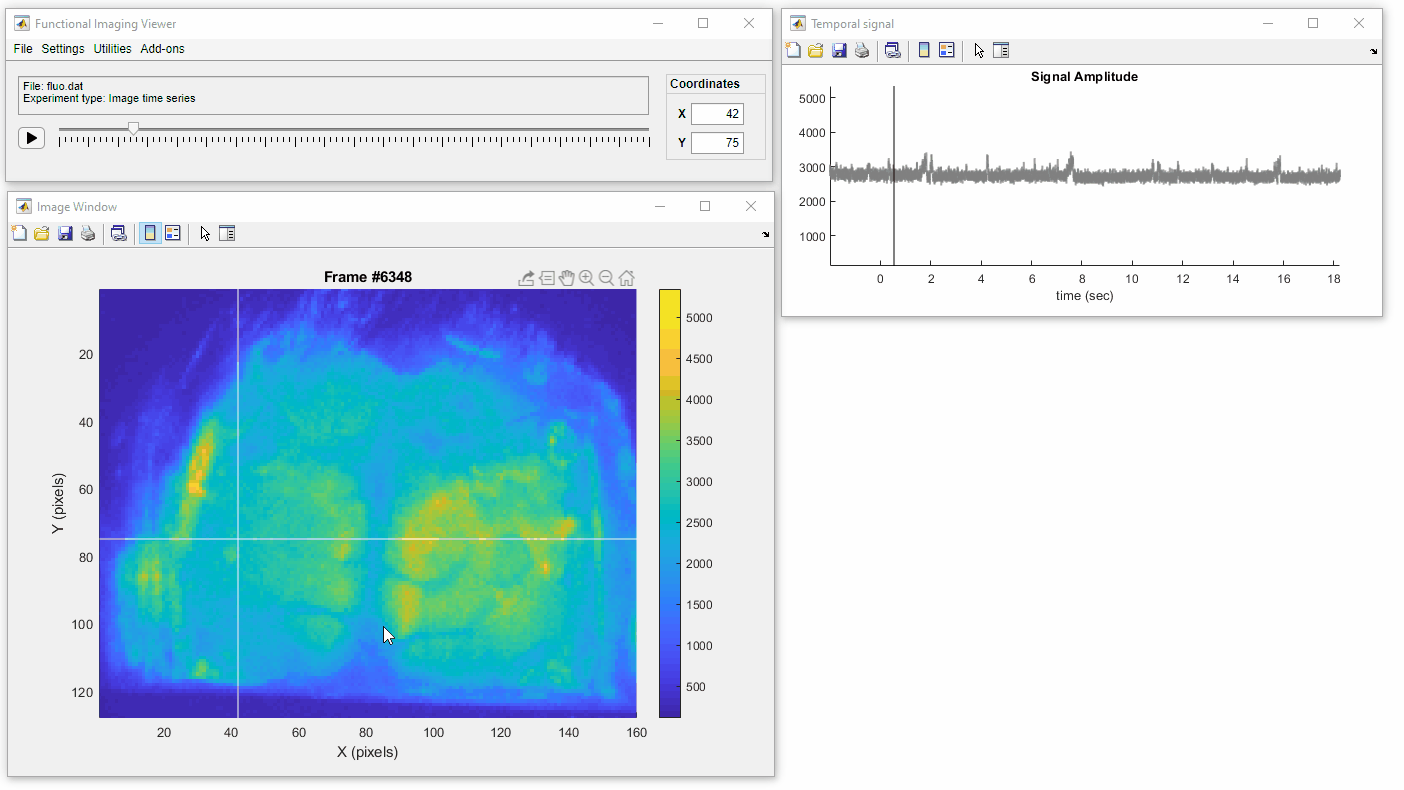 Functional Imaging Viewer
File Settings Utilities Add-ons
File: fluo.dat
Experiment type: Image time series
Coordinates
X 42
Y 75
Temporal signal
Signal Amplitude
5000
4000
3000
2000
1000
0 2 4 6 8 10 12 14 16 18
time (sec)
Image Window
Frame #6348
20
40
60
80
100
120
Y (pixels)
20 40 60 80 100 120 140 160
X (pixels)
5000
4500
4000
3500
3000
2500
2000
1500
1000
500